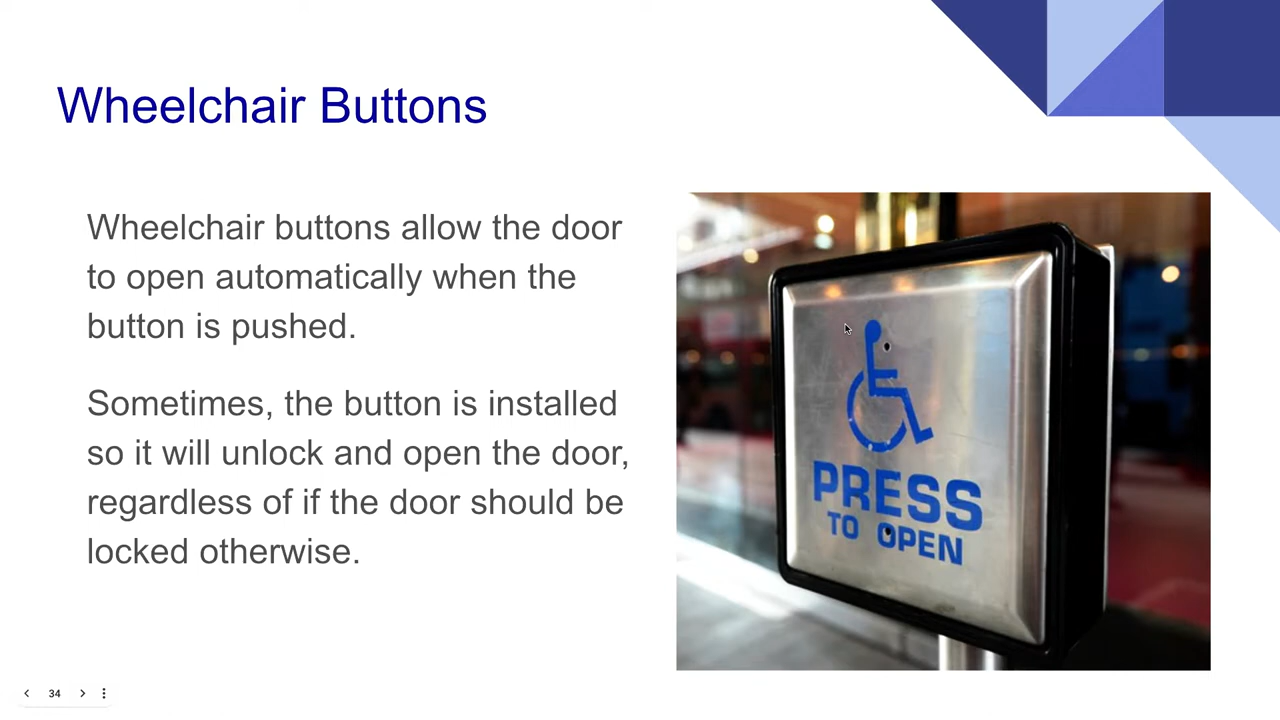 Wheelchair Buttons
Wheelchair buttons allow the door
to open automatically when the
button is pushed.
Sometimes, the button is installed
so it will unlock and open the door,
regardless of if the door should be
locked otherwise.
PRESS
TO OPEN
34